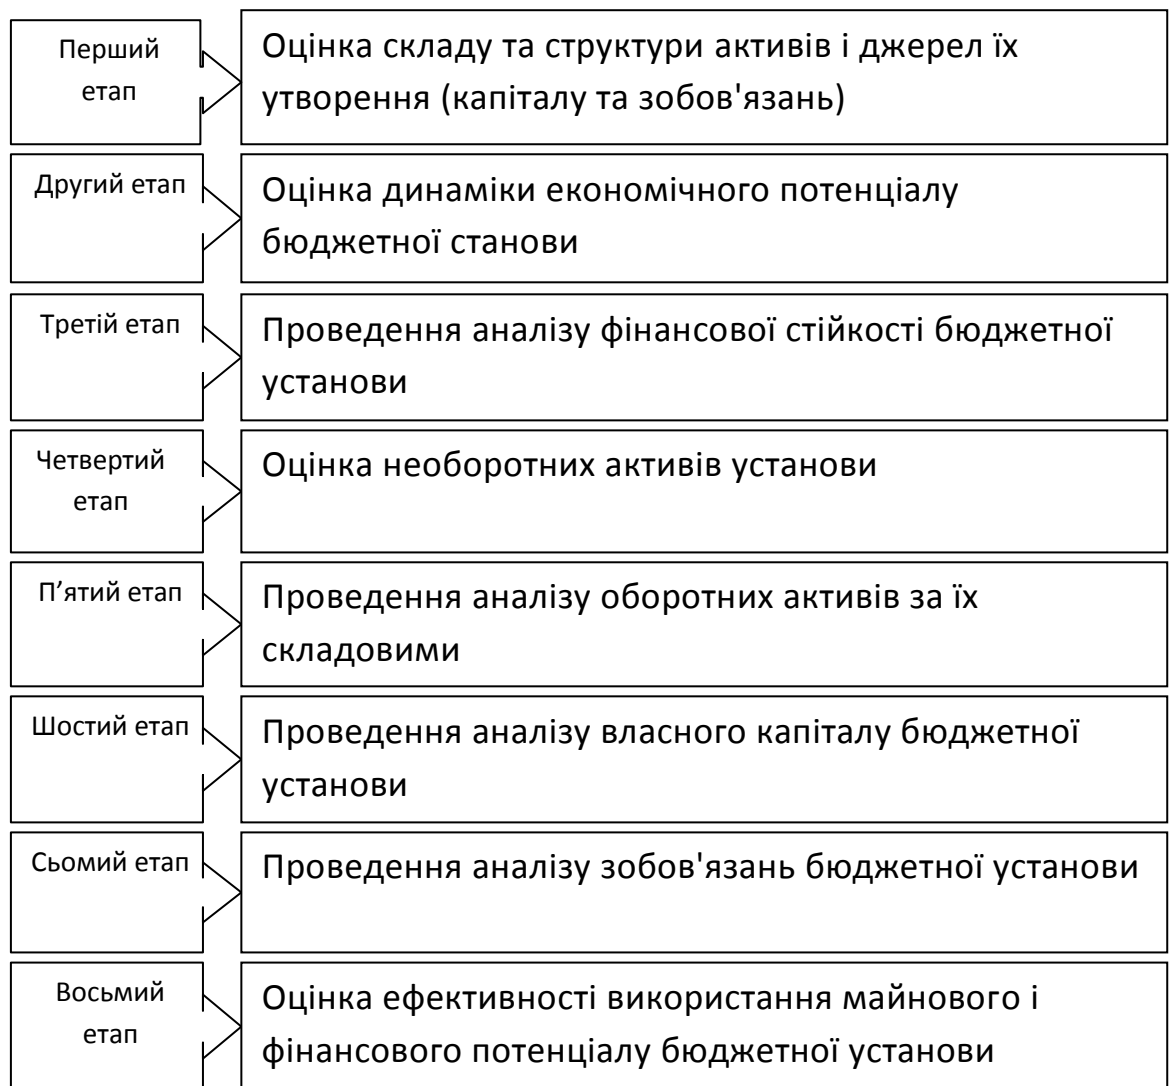 Перший
етап
Оцінка складу та структури активів і джерел їх
утворення (капіталу та зобов'язань)
Другий етап
Оцінка динаміки економічного потенціалу
бюджетної станови
Третій етап
Проведення аналізу фінансової стійкості бюджетної
установи
Четвертий
етап
Оцінка необоротних активів установи
П’ятий етап
Проведення аналізу оборотних активів за їх
складовими
Шостий етап
Проведення аналізу власного капіталу бюджетної
установи
Сьомий етап
Проведення аналізу зобов'язань бюджетної установи
Восьмий
етап
Оцінка ефективності використання майнового і
фінансового потенціалу бюджетної установи